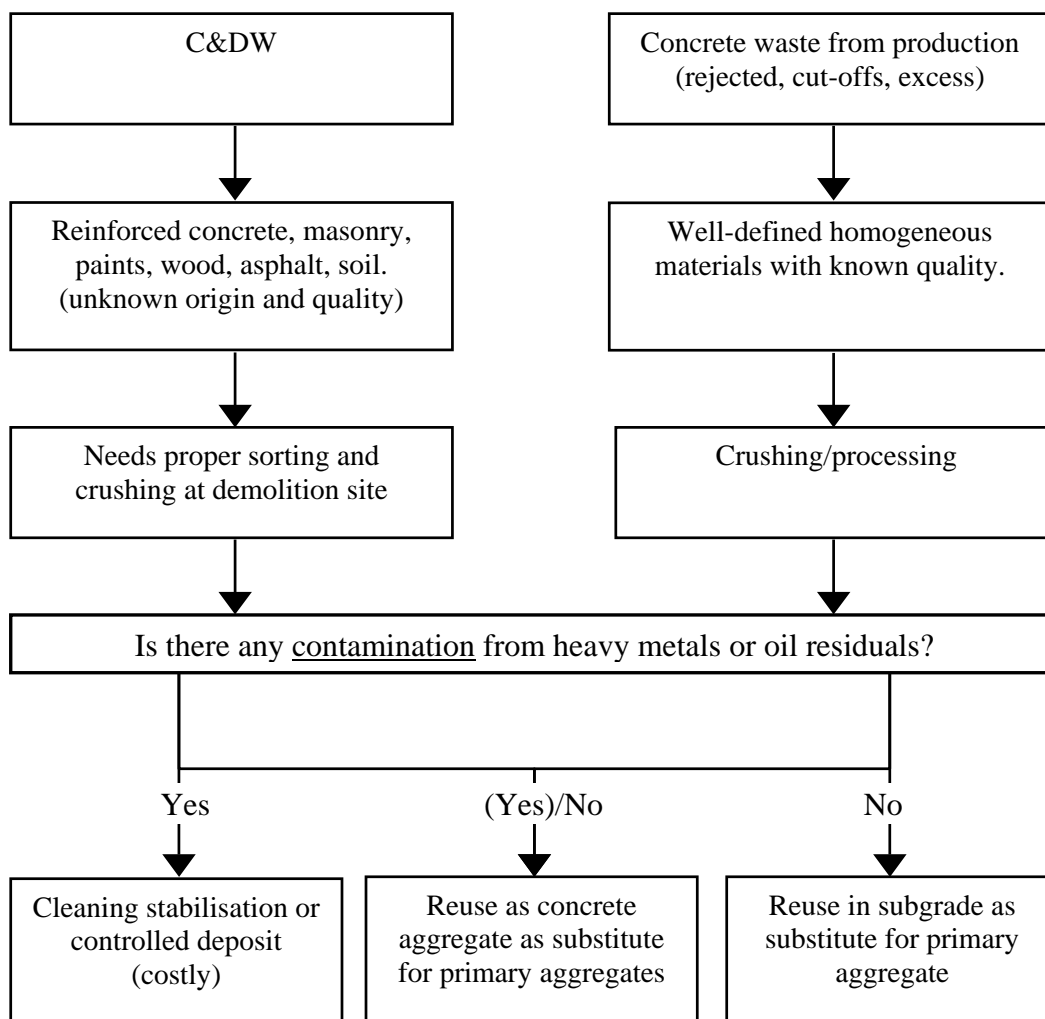 C&DW
Concrete waste from production
(rejected, cut-offs, excess)
Reinforced concrete, masonry,
paints, wood, asphalt, soil.
(unknown origin and quality)
Well-defined homogeneous
materials with known quality.
Needs proper sorting and
crushing at demolition site
Crushing/processing
Is there any contamination from heavy metals or oil residuals?
Yes
(Yes)/No
No
Cleaning stabilisation or
controlled deposit
(costly)
Reuse as concrete
aggregate as substitute
for primary aggregates
Reuse in subgrade as
substitute for primary
aggregate